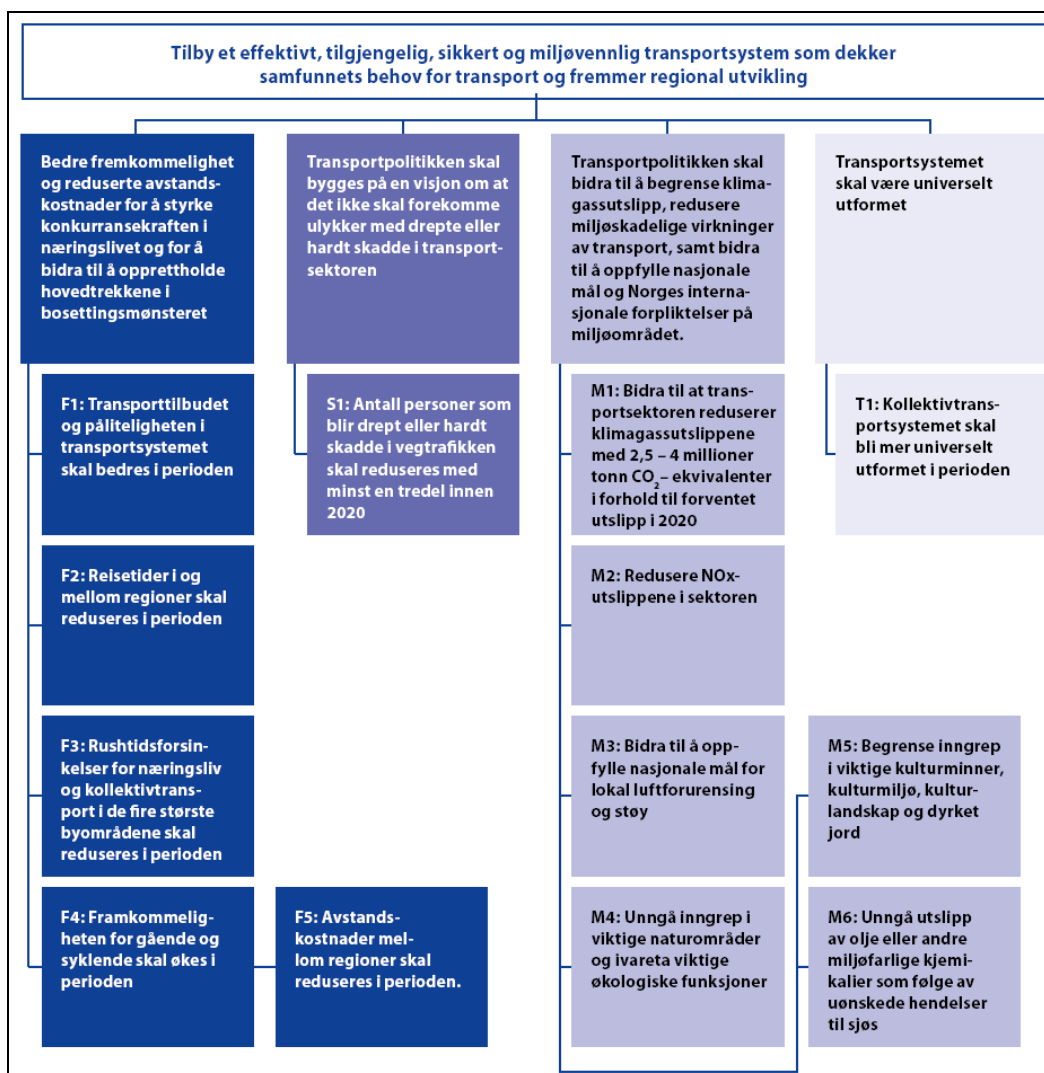 Tilby et effektivt, tilgjengelig, sikkert og miljøvennlig transportsystem som dekker
samfunnets behov for transport og fremmer regional utvikling
Bedre fremkommelighet
og reduserte avstands-
kostnader for å styrke
konkurransekraften i
næringslivet og for å
bidra til å opprettholde
hovedtrekkene i
bosettingsmønsteret
Transportpolitikken skal
bygges på en visjon om at
det ikke skal forekomme
ulykker med drepte eller
hardt skadde i transport-
sektoren
Transportpolitikken skal
bidra til å begrense klima-
gassutslipp, redusere
miljøskadelige virkninger
av transport, samt bidra
til å oppfylle nasjonale
mål og Norges interna-
sjonale forpliktelser på
miljøområdet.
Transportsystemet
skal være universelt
utformet
F1: Transporttilbudet
og påliteligheten i
transportsystemet
skal bedres i perioden
S1: Antall personer som
blir drept eller hardt
skadde i vegtrafikken
skal reduseres med
minst en tredel innen
2020
M1: Bidra til at trans-
portsektoren reduserer
klimagassutslippene
med 2,5 – 4 millioner
tonn CO₂– ekvivalenter
i forhold til forventet
utslipp i 2020
T1: Kollektivtrans-
portsystemet skal
bli mer universelt
utformet i perioden
F2: Reisetider i og
mellom regioner skal
reduseres i perioden
M2: Redusere NOx-
utslippene i sektoren
F3: Rushtidsforsin-
kelser for næringsliv
og kollektivtrans-
port i de fire største
byområdene skal
reduseres i perioden
M3: Bidra til å opp-
fylle nasjonale mål for
lokal luftforurensing
og støy
M5: Begrense inngrep
i viktige kulturminner,
kulturmiljø, kultur-
landskap og dyrket
jord
F4: Framkommelig-
heten for gående og
syklende skal økes i
perioden
F5: Avstands-
kostnader mel-
lom regioner skal
reduseres i perioden.
M4: Unngå inngrep i
viktige naturområder
og ivareta viktige
økologiske funksjoner
M6: Unngå utslipp
av olje eller andre
miljøfarlige kjemi-
kalier som følge av
uønskede hendelser
til sjøs